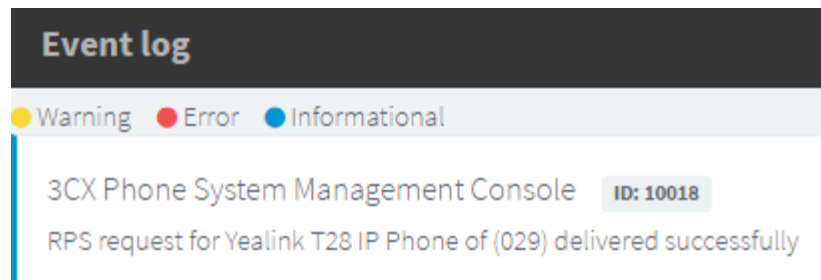 Event log
Warning Error Informational
3CX Phone System Management Console ID: 10018
RPS request for Yealink T28 IP Phone of (029) delivered successfully